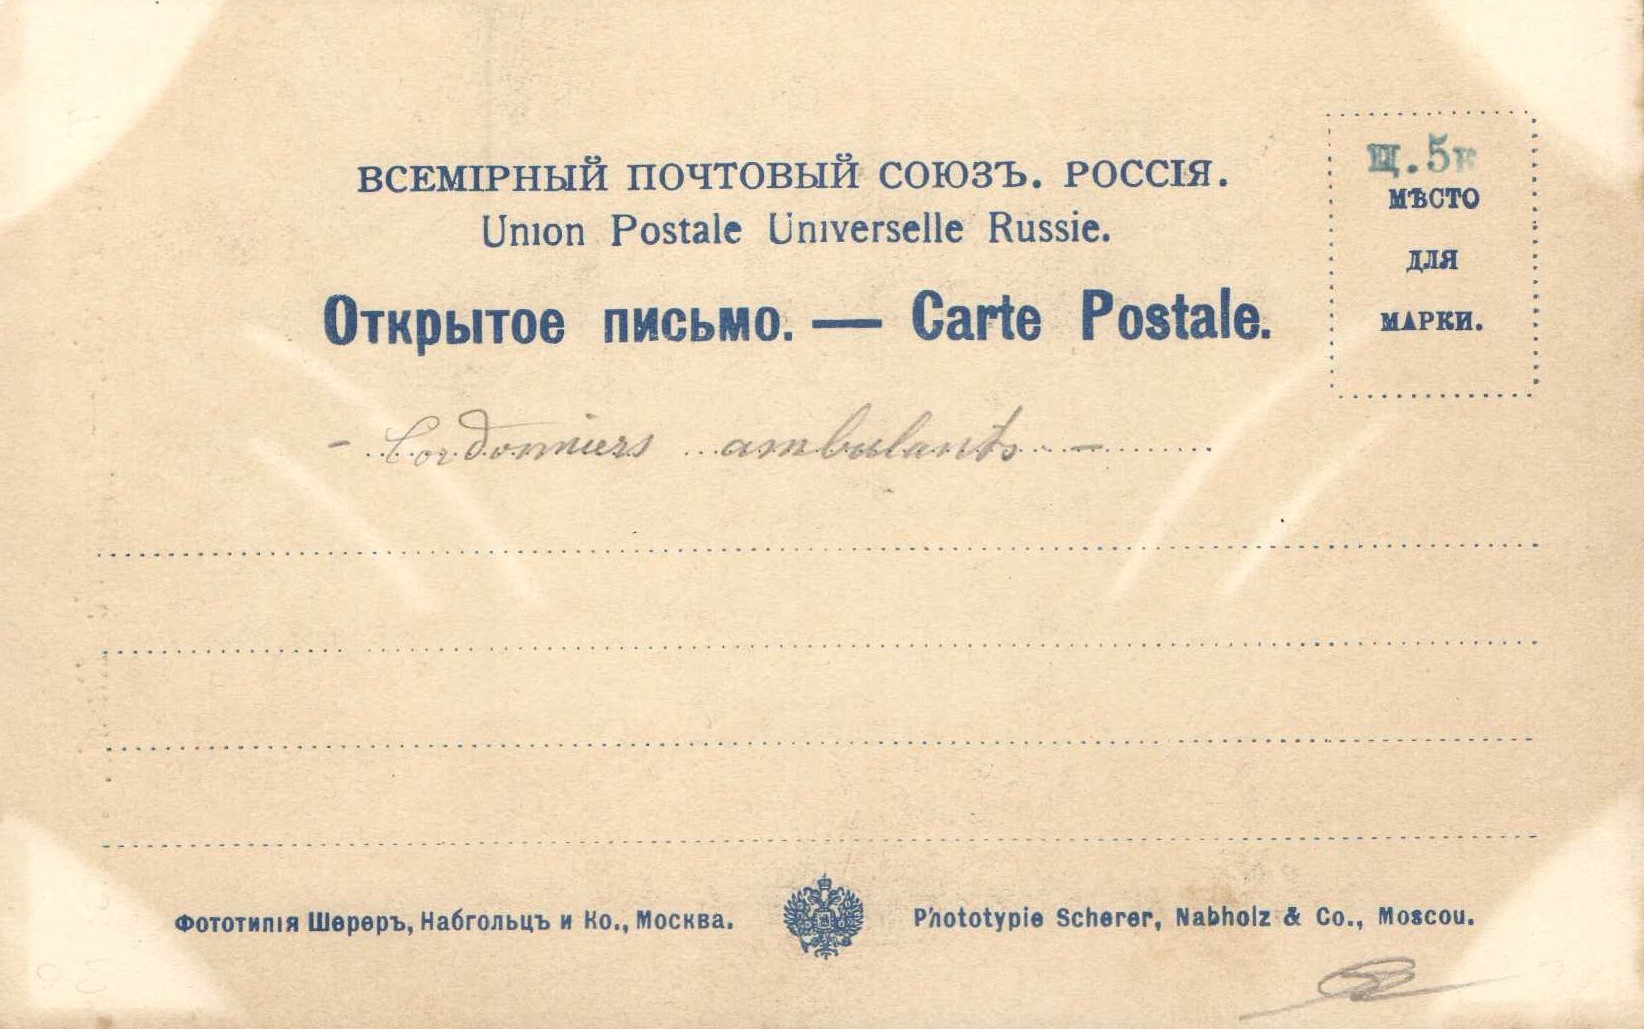 Щ.5к
ВСЕМІРНЫЙ ПОЧТОВЫЙ СОЮЗЪ. РОССІЯ.
Union Postale Universelle Russie.
Открытое письмо. — Carte Postale.
МѢСТО
ДЛЯ
МАРКИ.
- Cordonniers ambulants -
Фототипія Шереръ, Набгольцъ и Ко., Москва.
Phototypie Scherer, Nabholz & Co., Moscou.